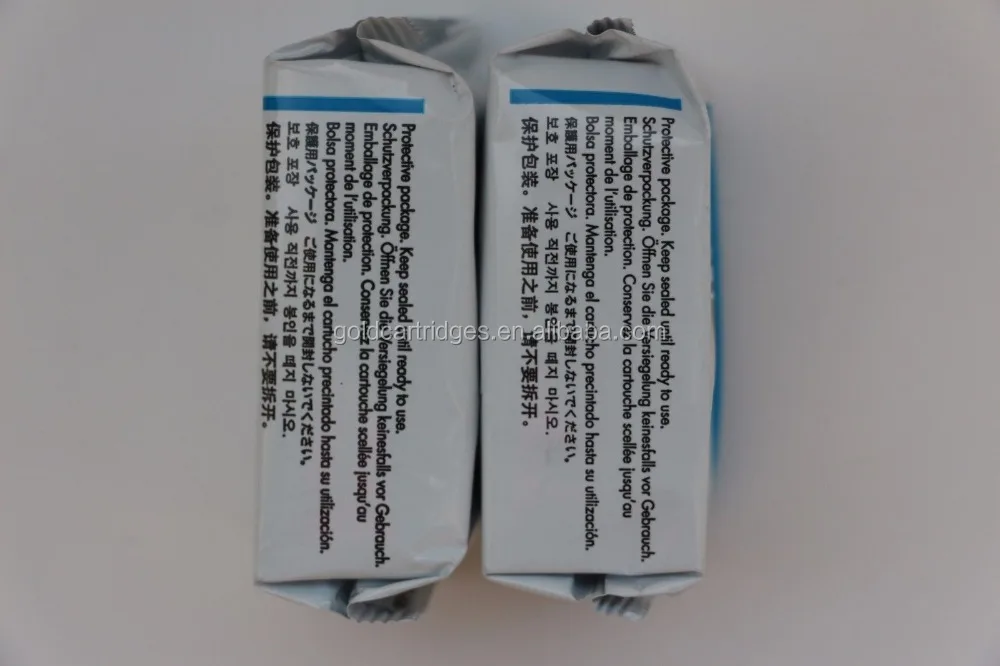 Protective package. Keep sealed until ready to use.
Schutzverpackung. Öffnen Sie die Versiegelung keinesfalls vor Gebrauch.
Emballage de protection. Conservez la cartouche scellée jusqu'au
moment de l'utilisation.
Bolsa protectora. Mantenga el cartucho precintado hasta su utilización.
保護用パッケージ ご使用になるまで開封しないでください。
보호 포장 사용 직전까지 봉인을 떼지 마시오.
保护包装。准备使用之前，请不要拆开。
Protective package. Keep sealed until ready to use.
Schutzverpackung. Öffnen Sie die Versiegelung keinesfalls vor Gebrauch.
Emballage de protection. Conservez la cartouche scellée jusqu'au
moment de l'utilisation.
Bolsa protectora. Mantenga el cartucho precintado hasta su utilización.
保護用パッケージ ご使用になるまで開封しないでください。
보호 포장 사용 직전까지 봉인을 떼지 마시오.
保护包装。准备使用之前，请不要拆开。
goldcartridges.en.alibaba.com